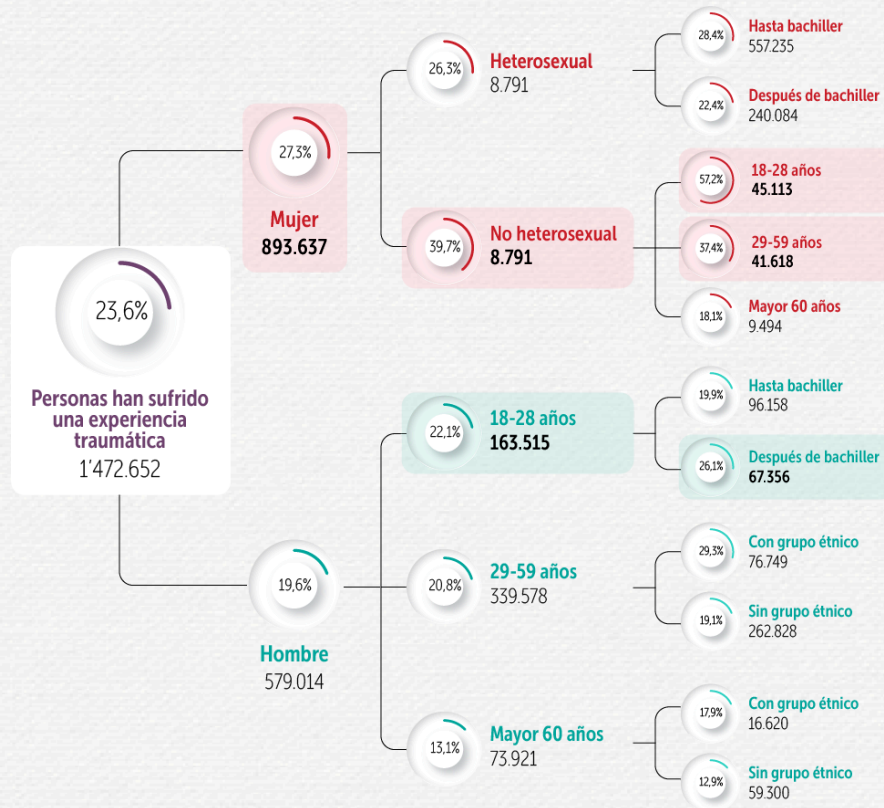 23,6%
Personas han sufrido
una experiencia
traumática
1’472.652
27,3%
Mujer
893.637
26,3%
Heterosexual
8.791
28,4%
Hasta bachiller
557.235
22,4%
Después de bachiller
240.084
39,7%
No heterosexual
8.791
57,2%
18-28 años
45.113
37,4%
29-59 años
41.618
18,1%
Mayor 60 años
9.494
19,6%
Hombre
579.014
22,1%
18-28 años
163.515
19,9%
Hasta bachiller
96.158
26,1%
Después de bachiller
67.356
20,8%
29-59 años
339.578
29,3%
Con grupo étnico
76.749
19,1%
Sin grupo étnico
262.828
13,1%
Mayor 60 años
73.921
17,9%
Con grupo étnico
16.620
12,9%
Sin grupo étnico
59.300